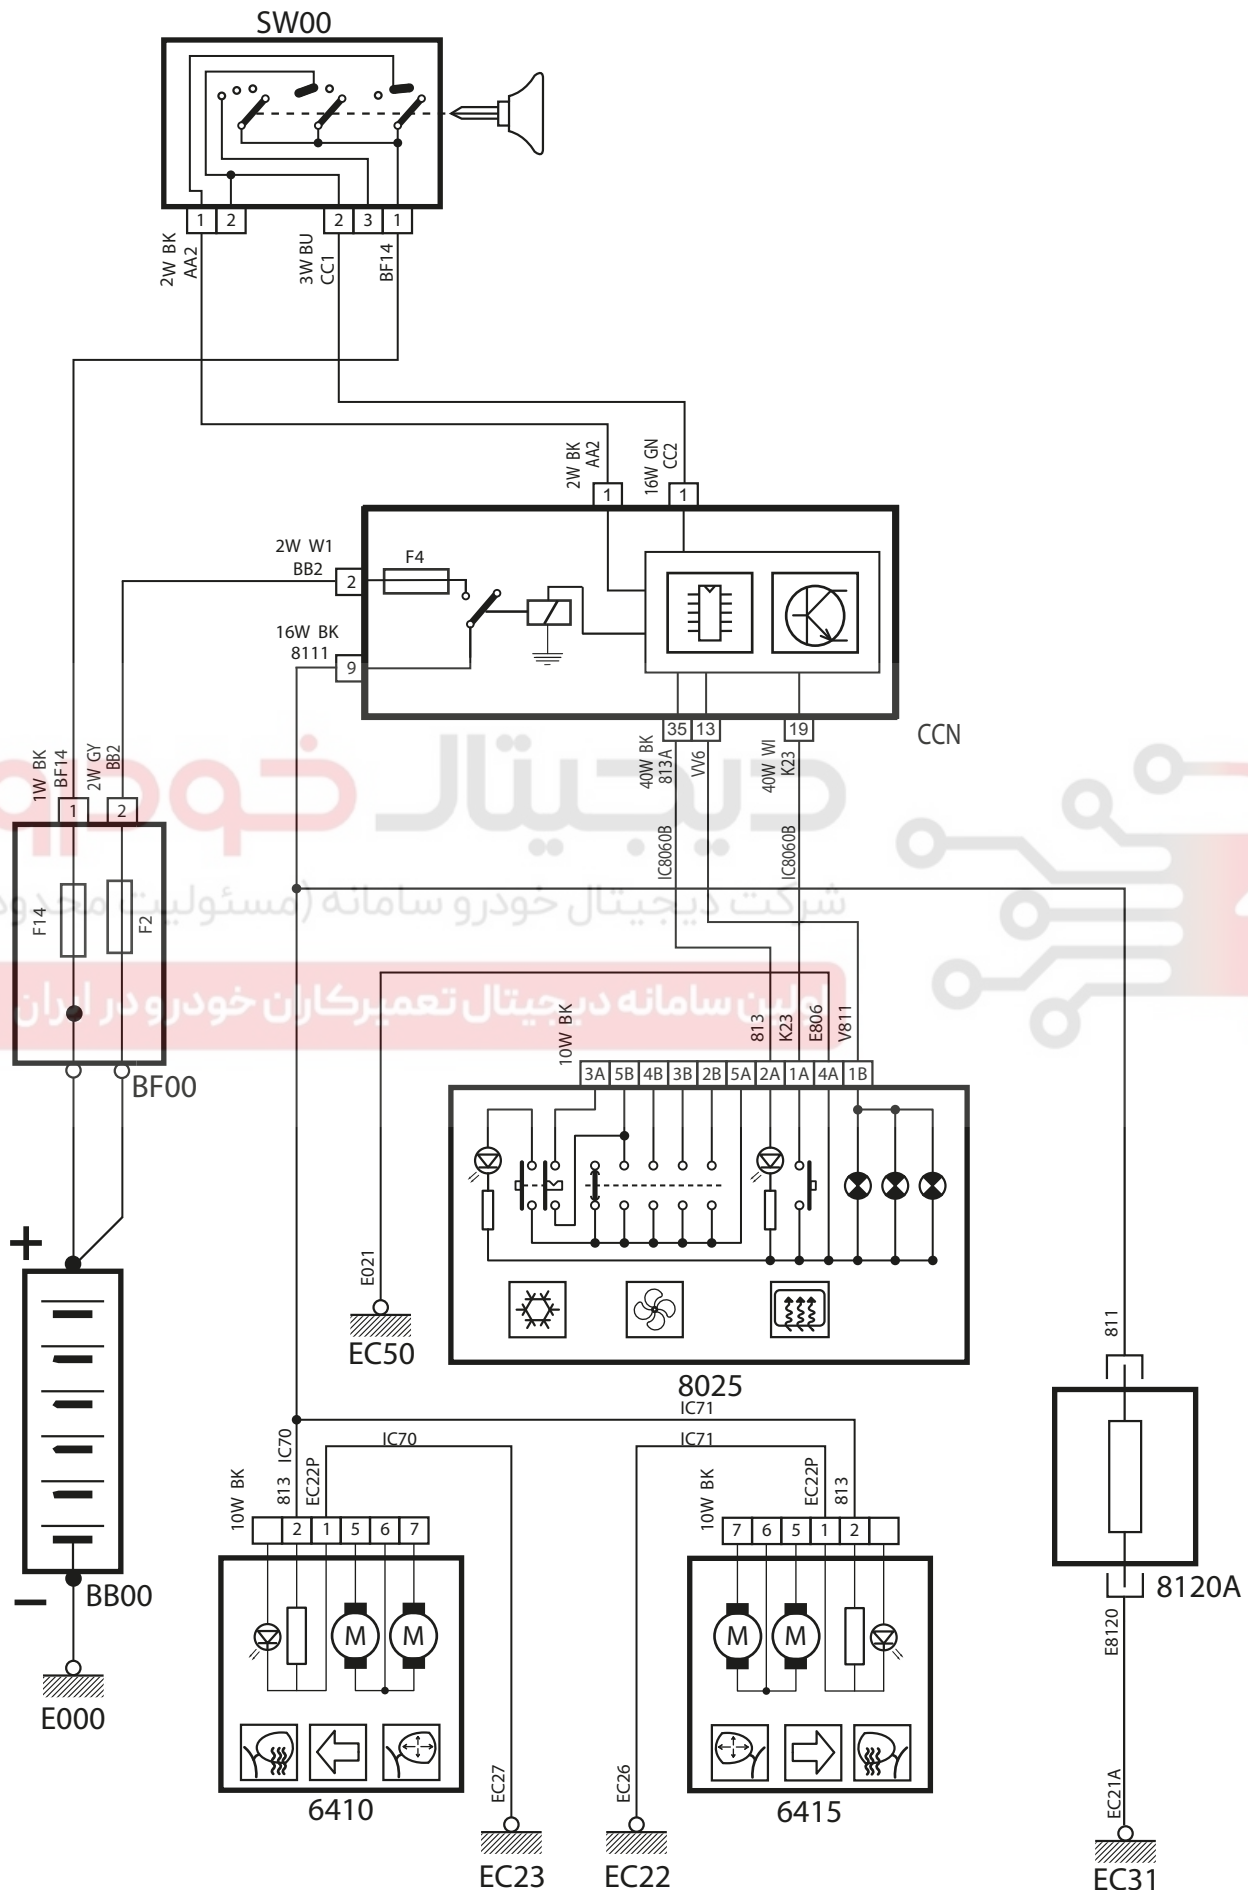 SW00
1 2 2 3 1
2W BK
AA2
3W BU
CC1
BF14
2W BK
AA2
16W GN
CC2
1 1
2W W1
BB2
2
F4
16W BK
8111
9
35 13 19
CCN
40W BK
813A
VV6
40W WI
K23
1W BK
BF14
2W GY
BB2
1 2
دیجیتال خودرو
IC8060B
IC8060B
شرکت دیجیتال خودرو سامانه (مسئولیت محدود
F14
F2
اولین سامانه دیجیتال تعمیرکاران خودرو در ایران
10W BK
813
K23
E806
V811
3A 5B 4B 3B 2B 5A 2A 1A 4A 1B
BF00
+
E021
EC50
8025
811
IC71
IC70
IC71
10W BK
813
IC70
EC22P
10W BK
EC22P
813
2 1 5 6 7
7 6 5 1 2
8120A
BB00
−
M M
M M
E8120
E000
EC27
EC26
EC21A
6410
6415
EC23
EC22
EC31